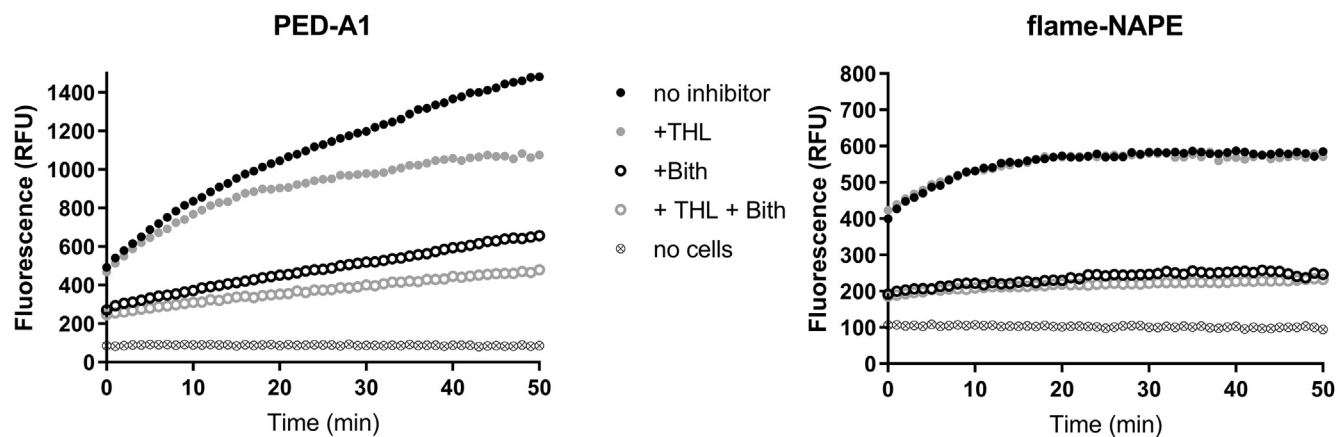 PED-A1
Fluorescence (RFU)
1400
1200
1000
800
600
400
200
0
0 10 20 30 40 50
Time (min)
no inhibitor
+THL
+Bith
+ THL + Bith
no cells
flame-NAPE
Fluorescence (RFU)
800
700
600
500
400
300
200
100
0
0 10 20 30 40 50
Time (min)